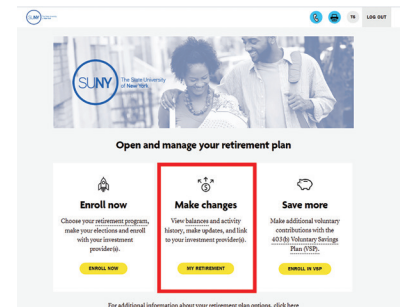 SUNY
TR
LOG OUT
SUNY
The State University
of New York
Open and manage your retirement plan
Enroll now
Choose your retirement program,
make your elections and enroll
with your investment
provider(s).
ENROLL NOW
Make changes
View balances and activity
history, make updates, and link
to your investment provider(s).
MY RETIREMENT
Save more
Make additional voluntary
contributions with the
403(b) Voluntary Savings
Plan (VSP).
ENROLL IN VSP
For additional information about your retirement plan options, click here